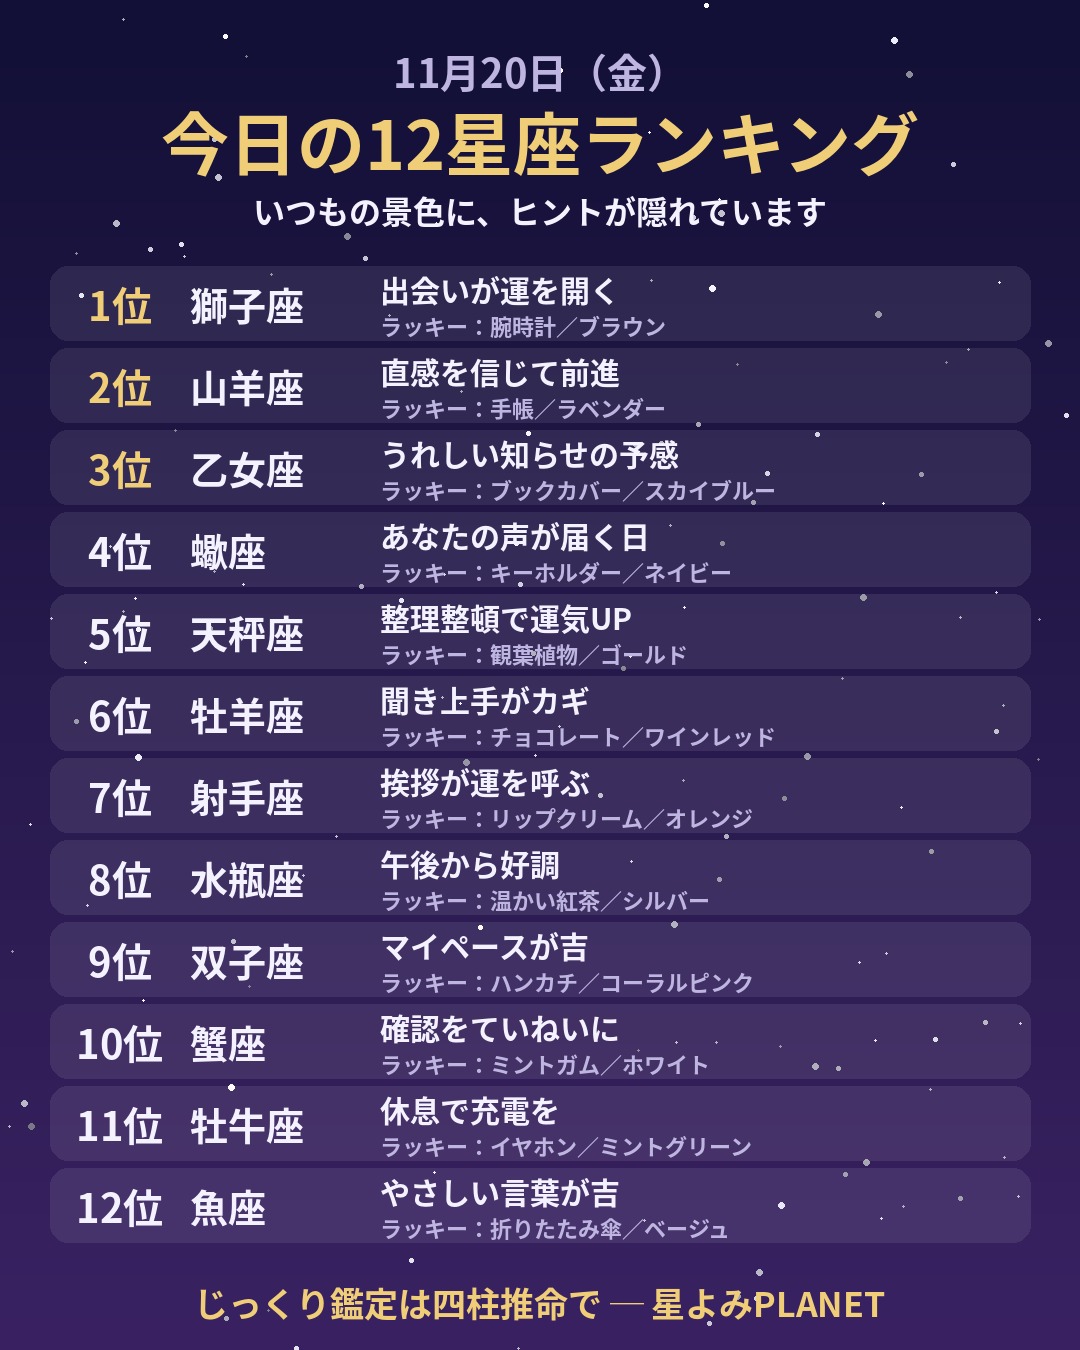 11月20日（金）
今日の12星座ランキング
いつもの景色に、ヒントが隠れています
1位 獅子座 出会いが運を開く
ラッキー：腕時計／ブラウン
2位 山羊座 直感を信じて前進
ラッキー：手帳／ラベンダー
3位 乙女座 うれしい知らせの予感
ラッキー：ブックカバー／スカイブルー
4位 蠍座 あなたの声が届く日
ラッキー：キーホルダー／ネイビー
5位 天秤座 整理整頓で運気UP
ラッキー：観葉植物／ゴールド
6位 牡羊座 聞き上手がカギ
ラッキー：チョコレート／ワインレッド
7位 射手座 挨拶が運を呼ぶ
ラッキー：リップクリーム／オレンジ
8位 水瓶座 午後から好調
ラッキー：温かい紅茶／シルバー
9位 双子座 マイペースが吉
ラッキー：ハンカチ／コーラルピンク
10位 蟹座 確認をていねいに
ラッキー：ミントガム／ホワイト
11位 牡牛座 休息で充電を
ラッキー：イヤホン／ミントグリーン
12位 魚座 やさしい言葉が吉
ラッキー：折りたたみ傘／ベージュ
じっくり鑑定は四柱推命で ─ 星よみPLANET